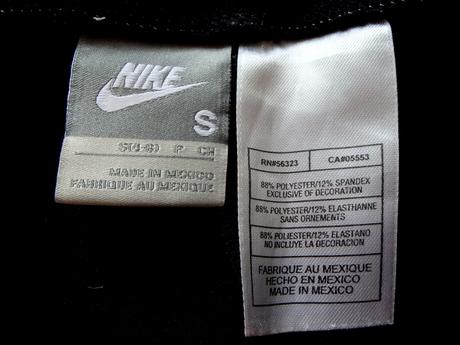 NIKE
S
S(4-6) P CH
MADE IN MEXICO
FABRIQUE AU MEXIQUE
RN#56323 CA#05553
88% POLYESTER/12% SPANDEX
EXCLUSIVE OF DECORATION
88% POLYESTER/12% ELASTHANNE
SANS ORNEMENTS
88% POLIESTER/12% ELASTANO
NO INCLUYE LA DECORACION
FABRIQUE AU MEXIQUE
HECHO EN MEXICO
MADE IN MEXICO